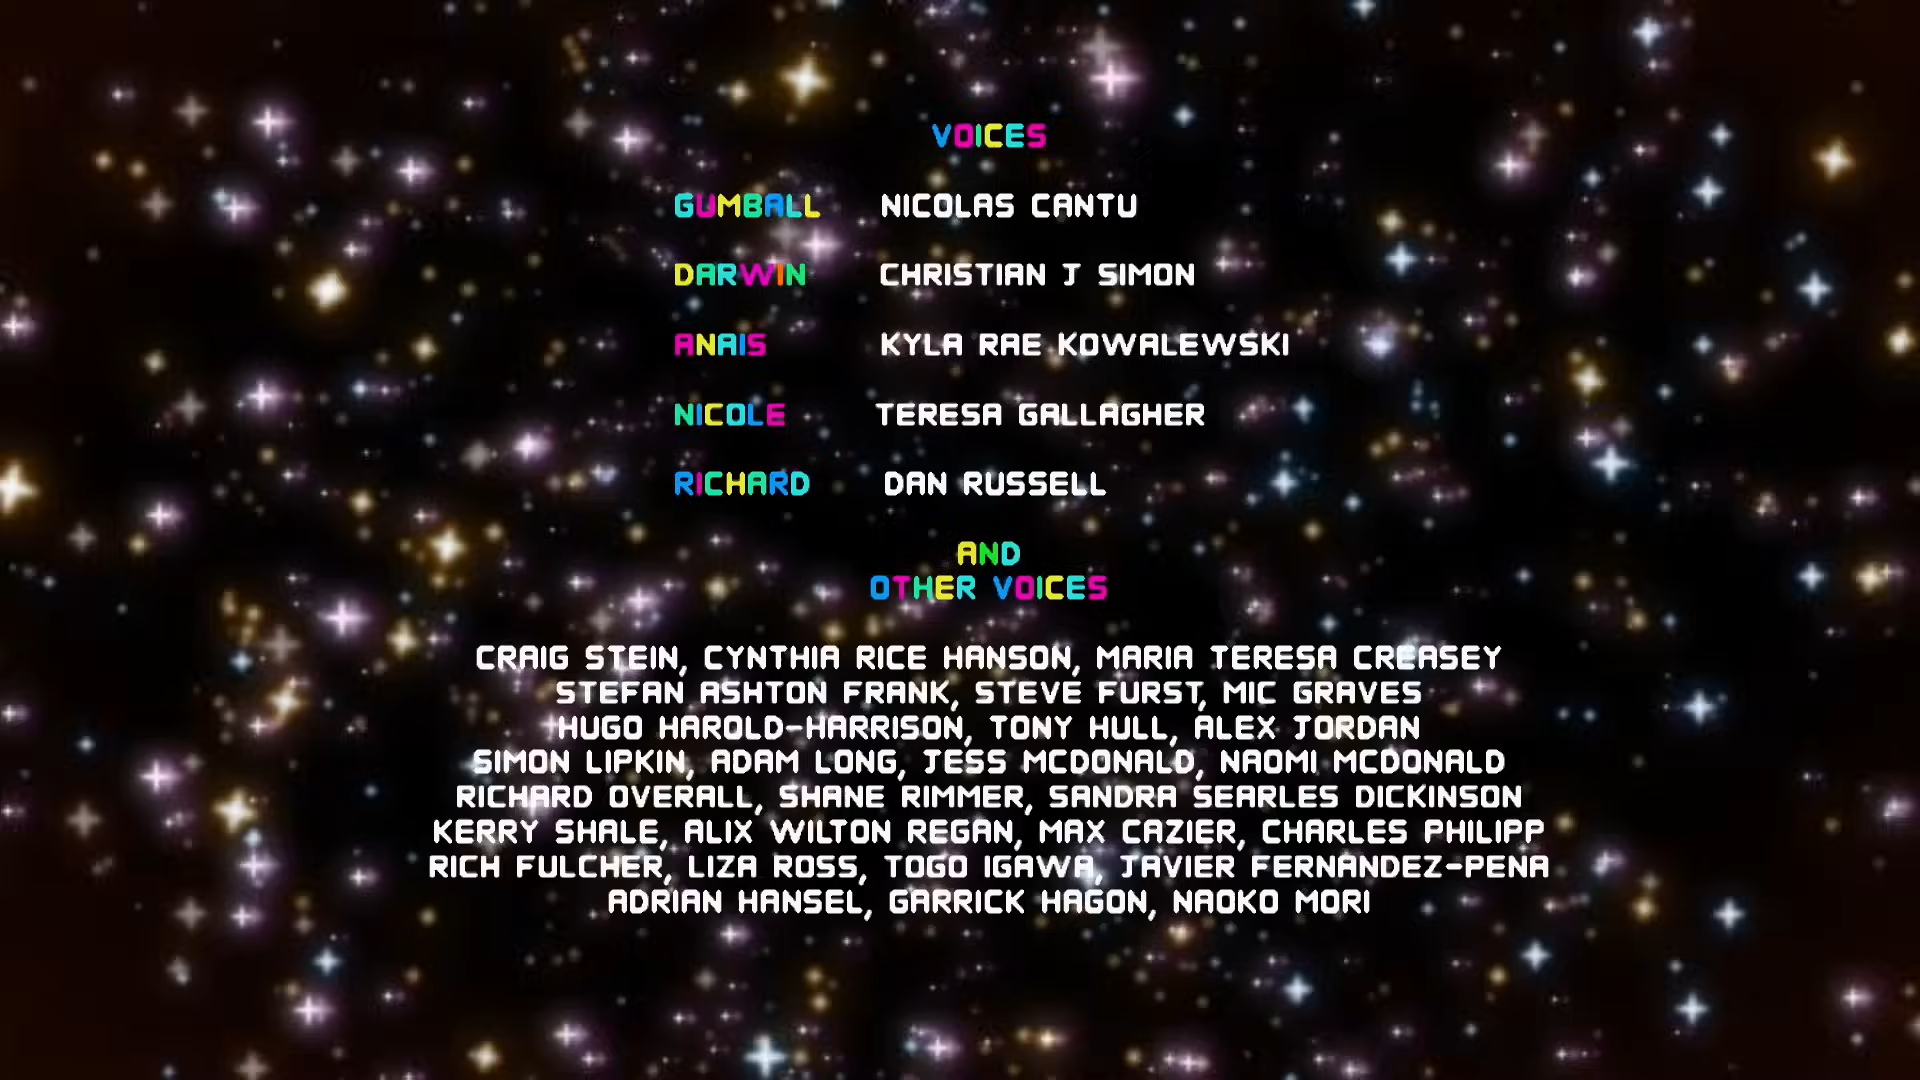 VOICES
GUMBALL NICOLAS CANTU
DARWIN CHRISTIAN J SIMON
ANAIS KYLA RAE KOWALEWSKI
NICOLE TERESA GALLAGHER
RICHARD DAN RUSSELL
AND
OTHER VOICES
CRAIG STEIN, CYNTHIA RICE HANSON, MARIA TERESA CREASEY
STEFAN ASHTON FRANK, STEVE FURST, MIC GRAVES
HUGO HAROLD-HARRISON, TONY HULL, ALEX JORDAN
SIMON LIPKIN, ADAM LONG, JESS MCDONALD, NAOMI MCDONALD
RICHARD OVERALL, SHANE RIMMER, SANDRA SEARLES DICKINSON
KERRY SHALE, ALIX WILTON REGAN, MAX CAZIER, CHARLES PHILIPP
RICH FULCHER, LIZA ROSS, TOGO IGAWA, JAVIER FERNANDEZ-PENA
ADRIAN HANSEL, GARRICK HAGON, NAOKO MORI